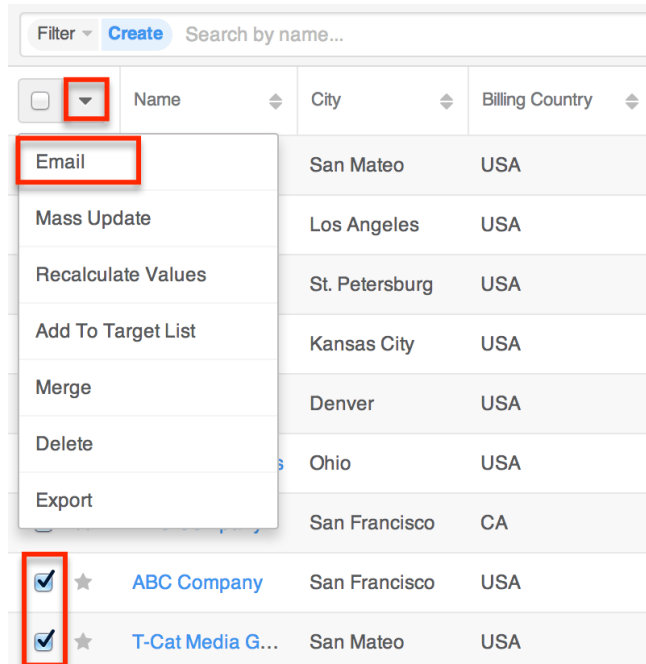 Filter Create Search by name...
Name City Billing Country
Email San Mateo USA
Mass Update Los Angeles USA
Recalculate Values St. Petersburg USA
Add To Target List Kansas City USA
Merge Denver USA
Delete s Ohio USA
Export San Francisco CA
ABC Company San Francisco USA
T-Cat Media G... San Mateo USA